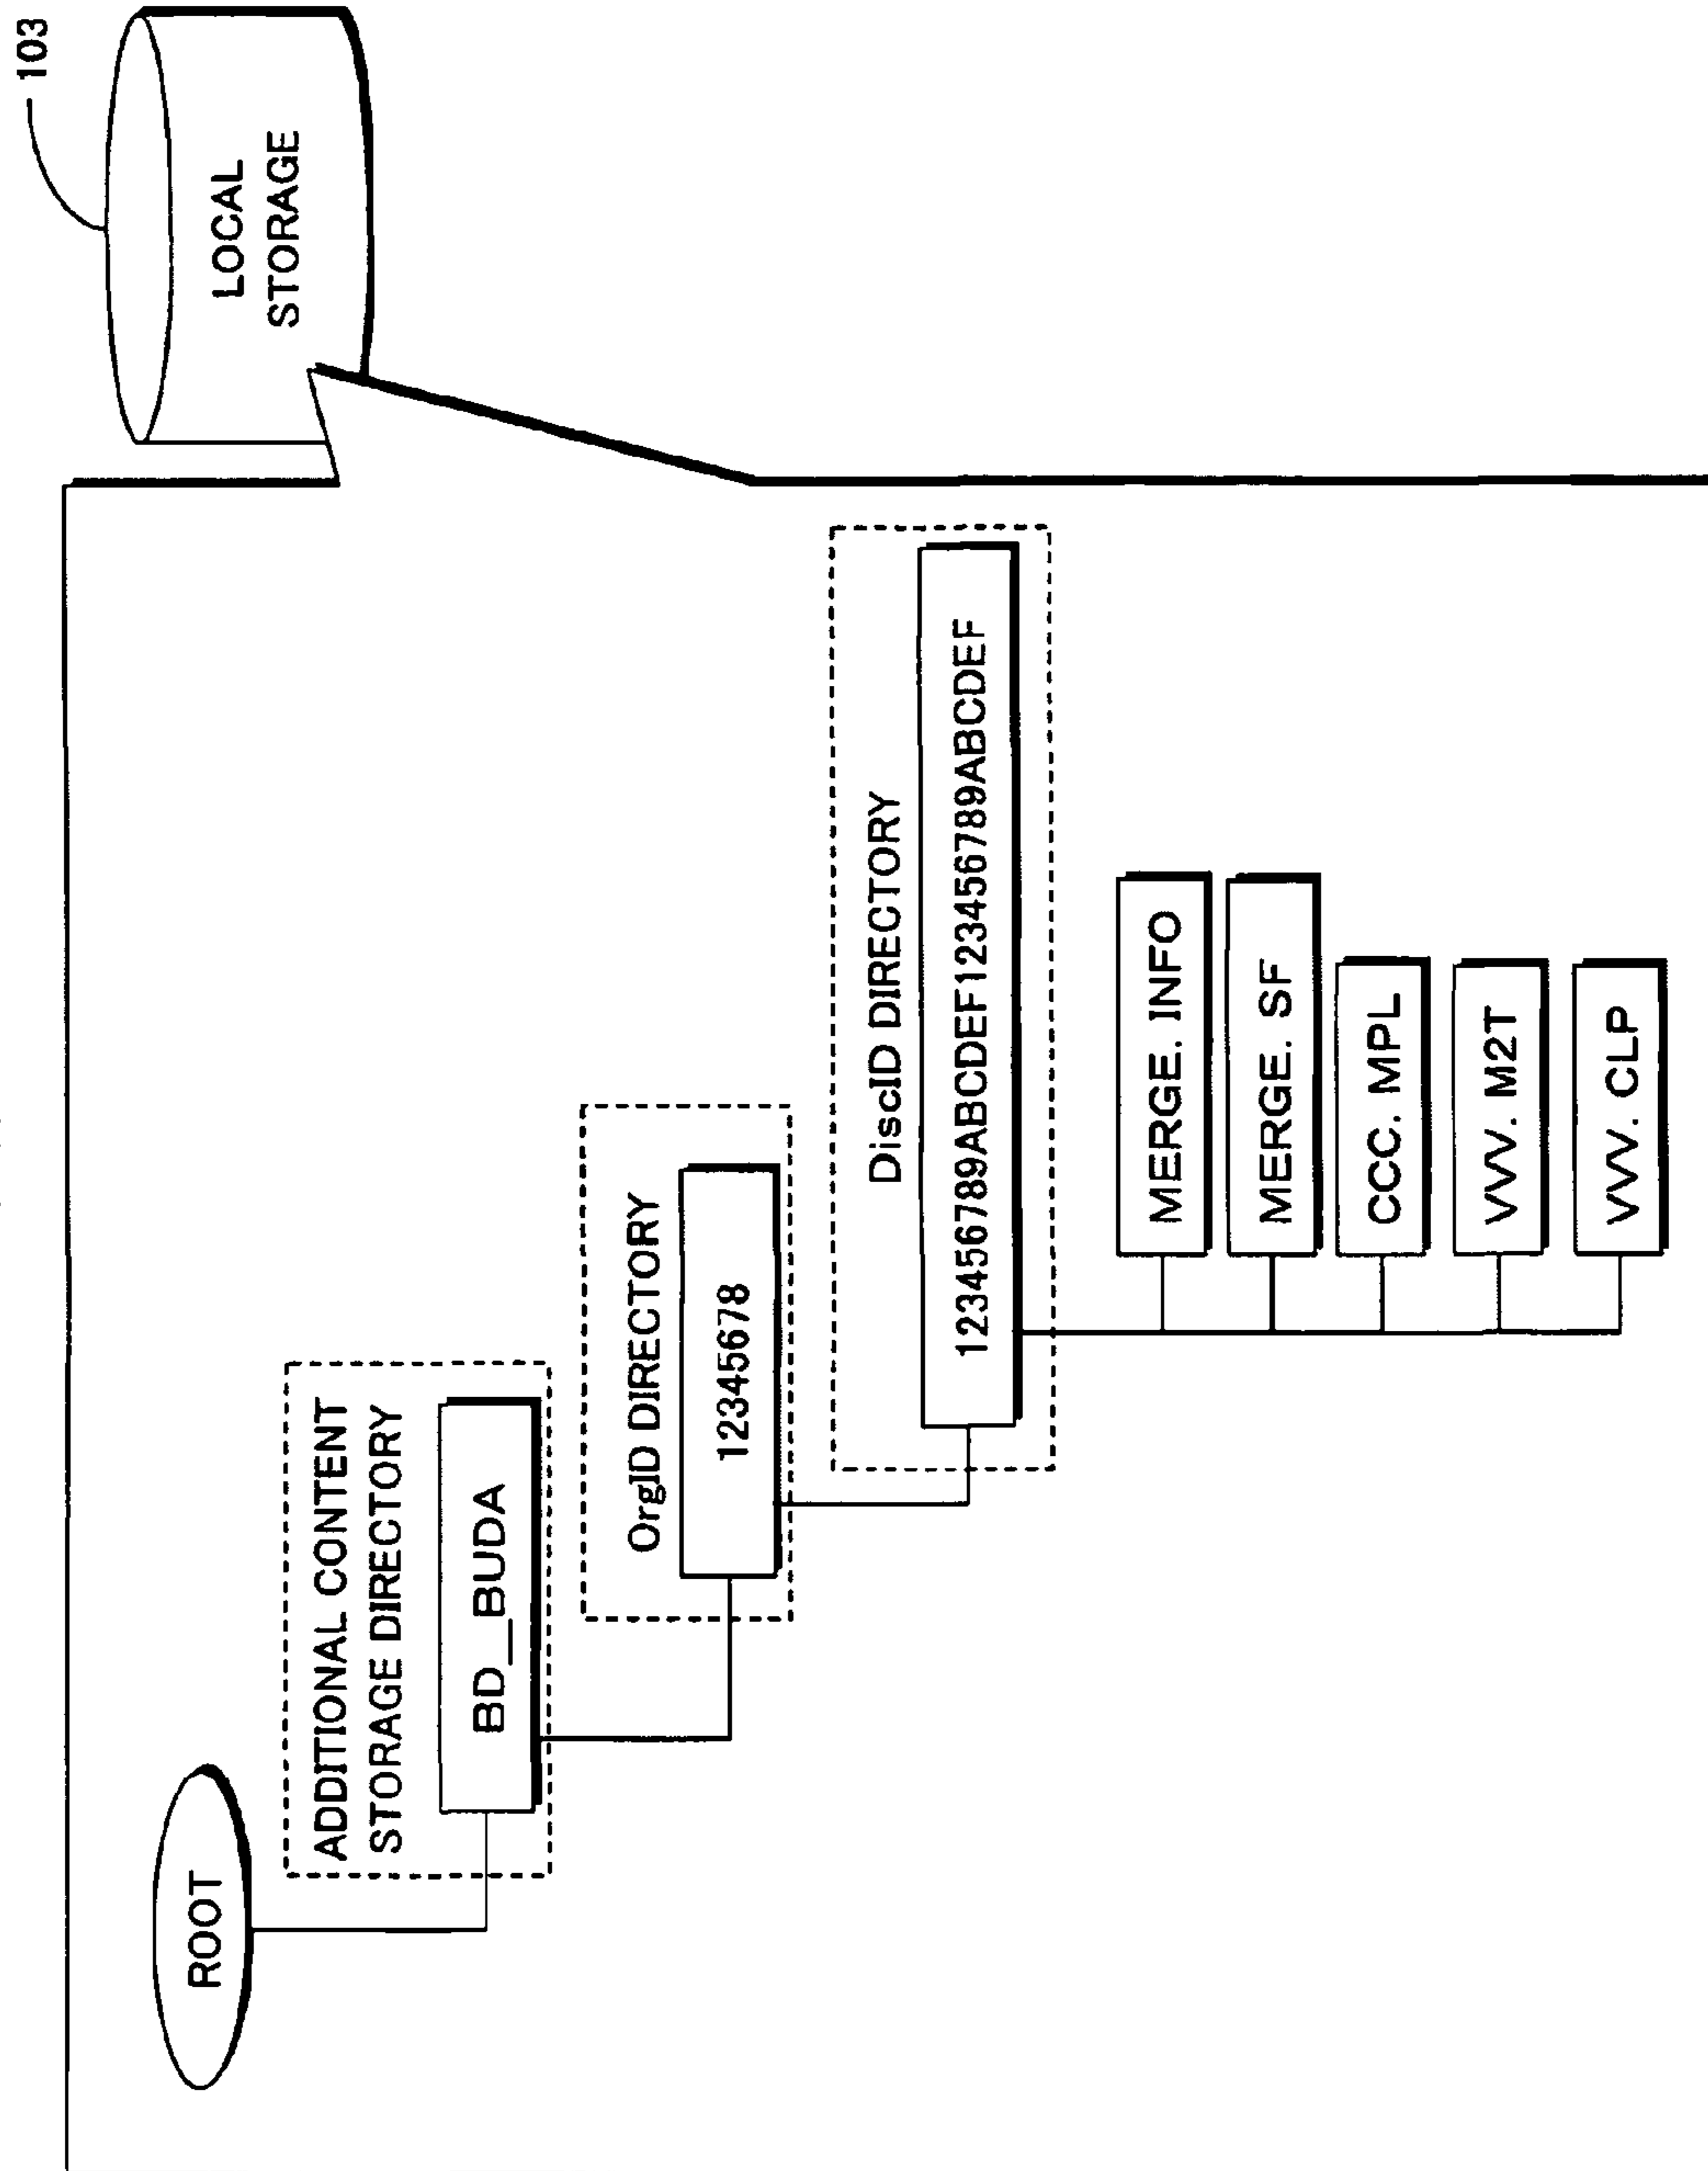 103
LOCAL
STORAGE
ROOT
ADDITIONAL CONTENT
STORAGE DIRECTORY
BD_BUDA
OrgID DIRECTORY
12345678
DiscID DIRECTORY
123456789ABCDEF123456789ABCDEF
MERGE. INFO
MERGE. SF
CCC. MPL
VVV. M2T
VVV. CLP